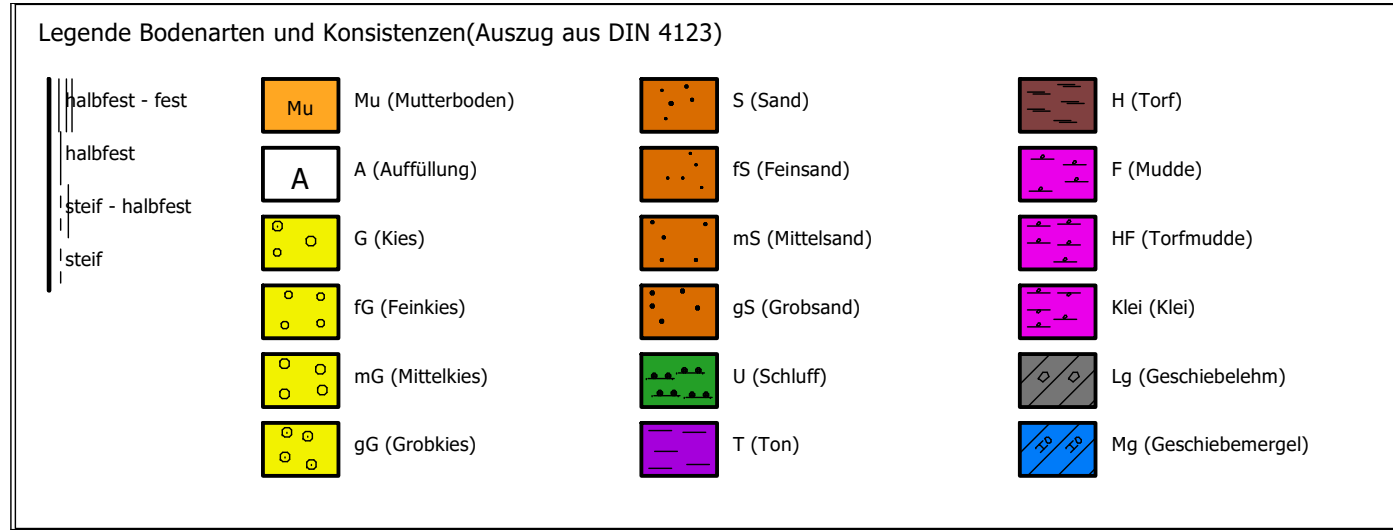 Legende Bodenarten und Konsistenzen(Auszug aus DIN 4123)
halbfest - fest
halbfest
steif - halbfest
steif
Mu
Mu (Mutterboden)
A
A (Auffüllung)
G (Kies)
fG (Feinkies)
mG (Mittelkies)
gG (Grobkies)
S (Sand)
fS (Feinsand)
mS (Mittelsand)
gS (Grobsand)
U (Schluff)
T (Ton)
H (Torf)
F (Mudde)
HF (Torfmudde)
Klei (Klei)
Lg (Geschiebelehm)
Mg (Geschiebemergel)